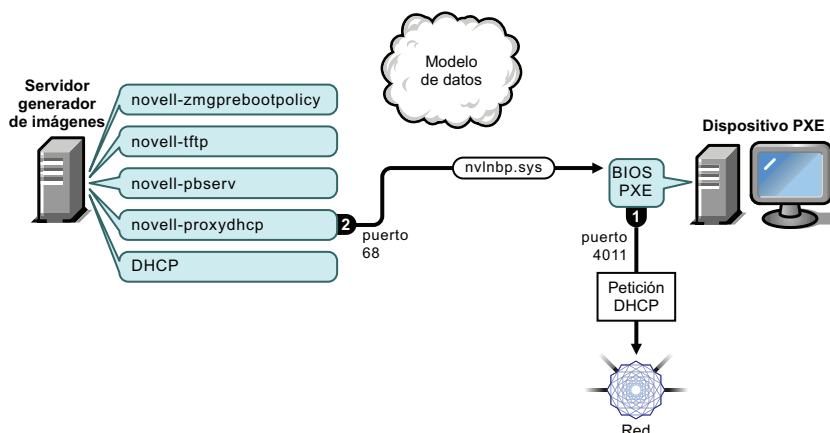 Modelo
de datos
Servidor
generador
de imágenes
novell-zmgprebootpolicy
novell-tftp
novell-pbserv
novell-proxydhcp
DHCP
2
puerto
68
nvlnbp.sys
BIOS
PXE
1
Dispositivo PXE
puerto
4011
Petición
DHCP
Red